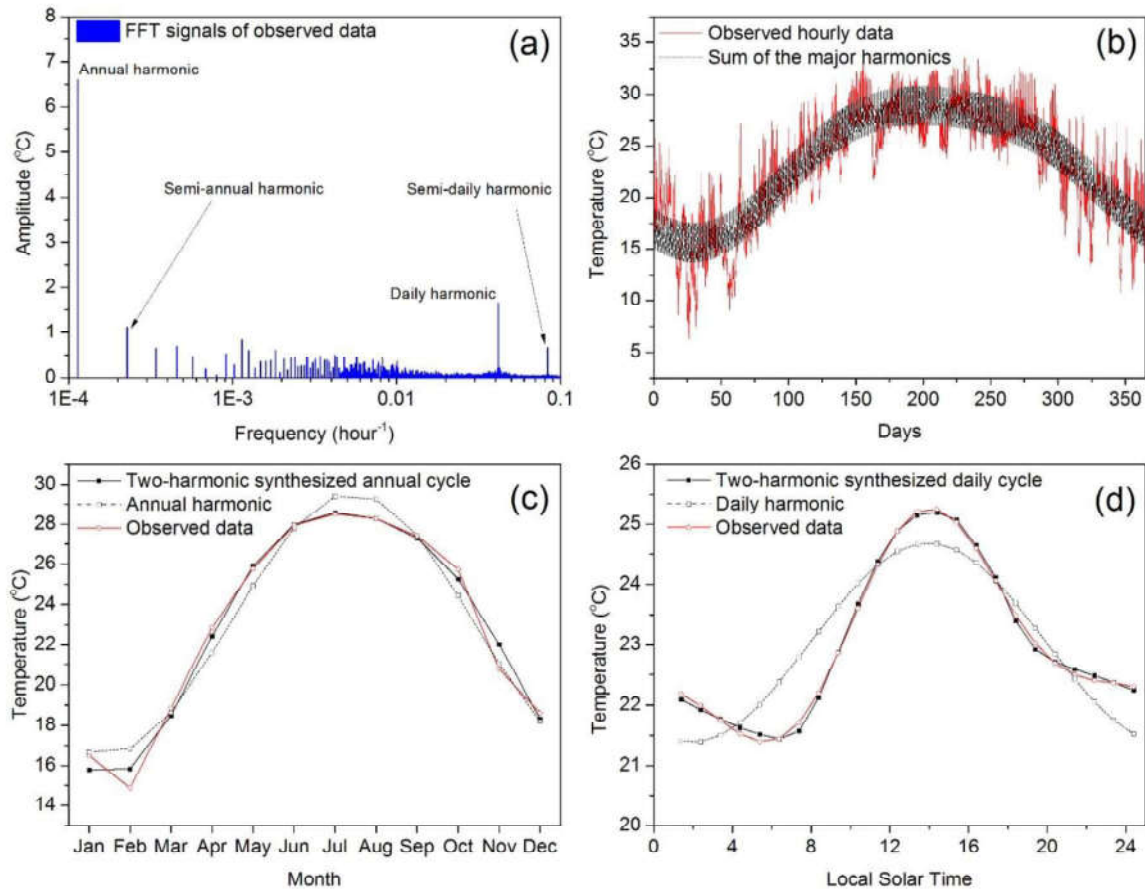 FFT signals of observed data
(a)
Annual harmonic
Semi-annual harmonic
Semi-daily harmonic
Daily harmonic
Amplitude (°C)
8
7
6
5
4
3
2
1
0
1E-4
1E-3
0.01
0.1
Frequency (hour⁻¹)
Observed hourly data
Sum of the major harmonics
(b)
Temperature (°C)
35
30
25
20
15
10
5
0
50
100
150
200
250
300
350
Days
Two-harmonic synthesized annual cycle
Annual harmonic
Observed data
(c)
Temperature (°C)
30
28
26
24
22
20
18
16
14
Jan Feb Mar Apr May Jun Jul Aug Sep Oct Nov Dec
Month
Two-harmonic synthesized daily cycle
Daily harmonic
Observed data
(d)
Temperature (°C)
26
25
24
23
22
21
20
0
4
8
12
16
20
24
Local Solar Time